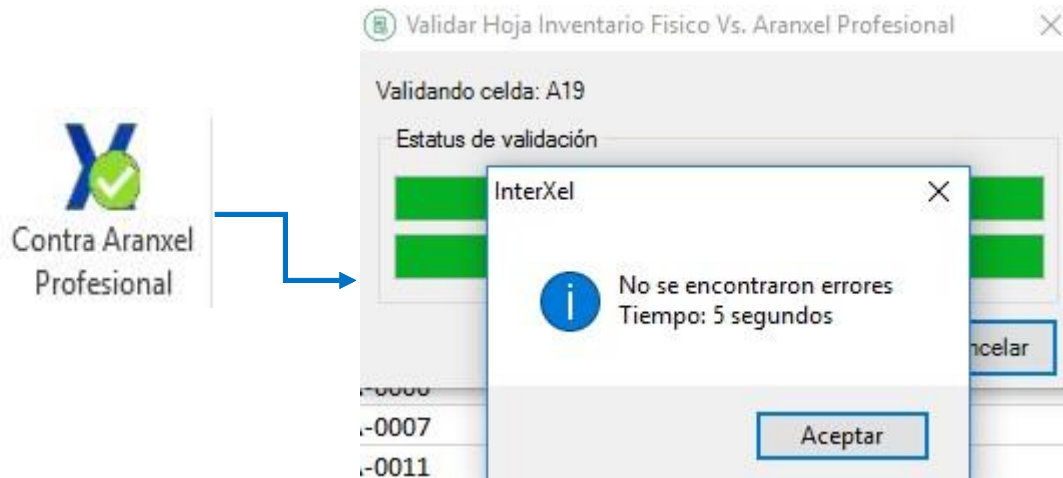 Validar Hoja Inventario Fisico Vs. Aranxel Profesional
Validando celda: A19
Estatus de validación
InterXel
No se encontraron errores
Tiempo: 5 segundos
Aceptar
Contra Aranxel
Profesional
-0007
-0011